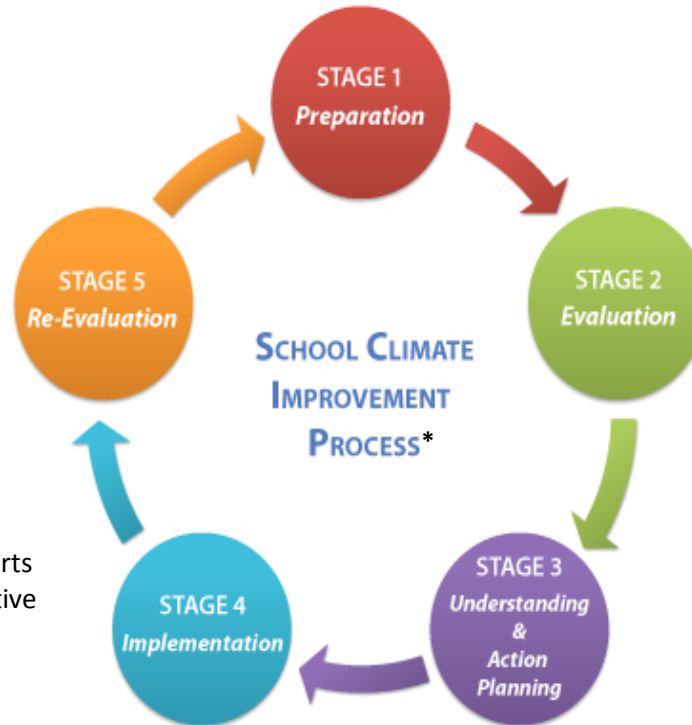 STAGE 1
Preparation
STAGE 2
Evaluation
STAGE 3
Understanding
&
Action
Planning
STAGE 4
Implementation
STAGE 5
Re-Evaluation
SCHOOL CLIMATE
IMPROVEMENT
PROCESS*
rts
tive